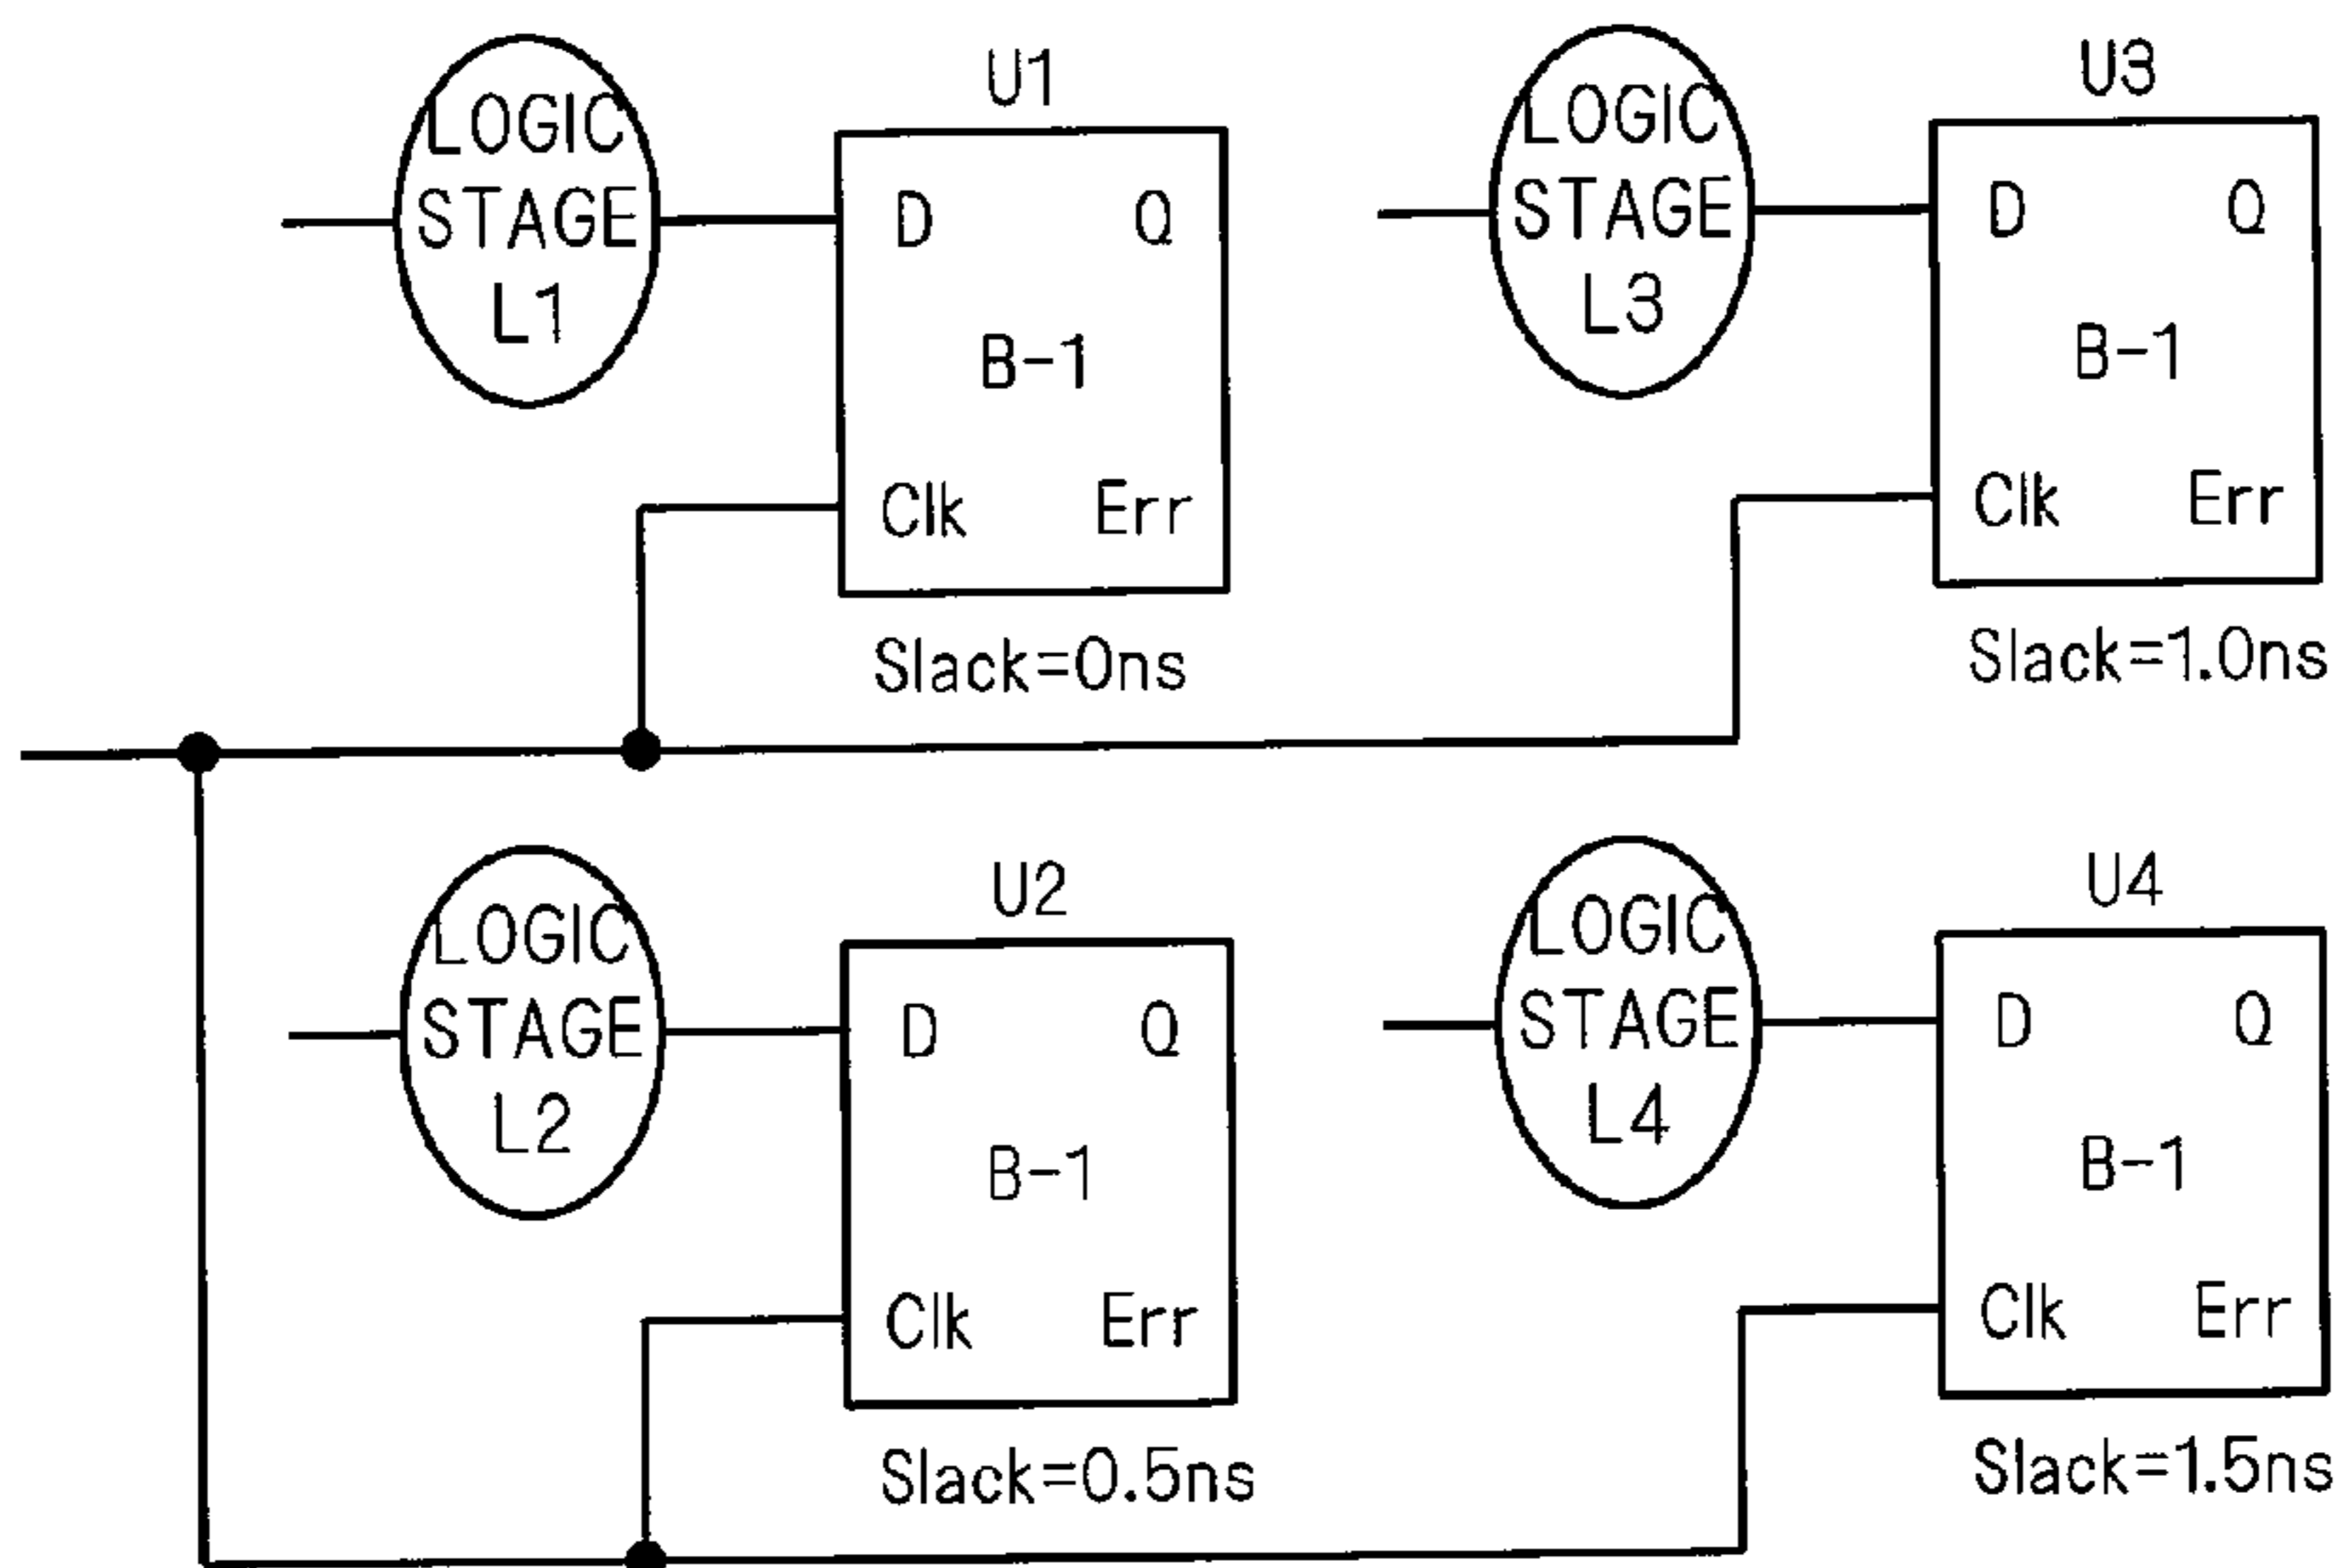 U1
LOGIC
STAGE
L1
D Q
B-1
Clk Err
Slack=0ns
U3
LOGIC
STAGE
L3
D Q
B-1
Clk Err
Slack=1.0ns
U2
LOGIC
STAGE
L2
D Q
B-1
Clk Err
Slack=0.5ns
U4
LOGIC
STAGE
L4
D Q
B-1
Clk Err
Slack=1.5ns